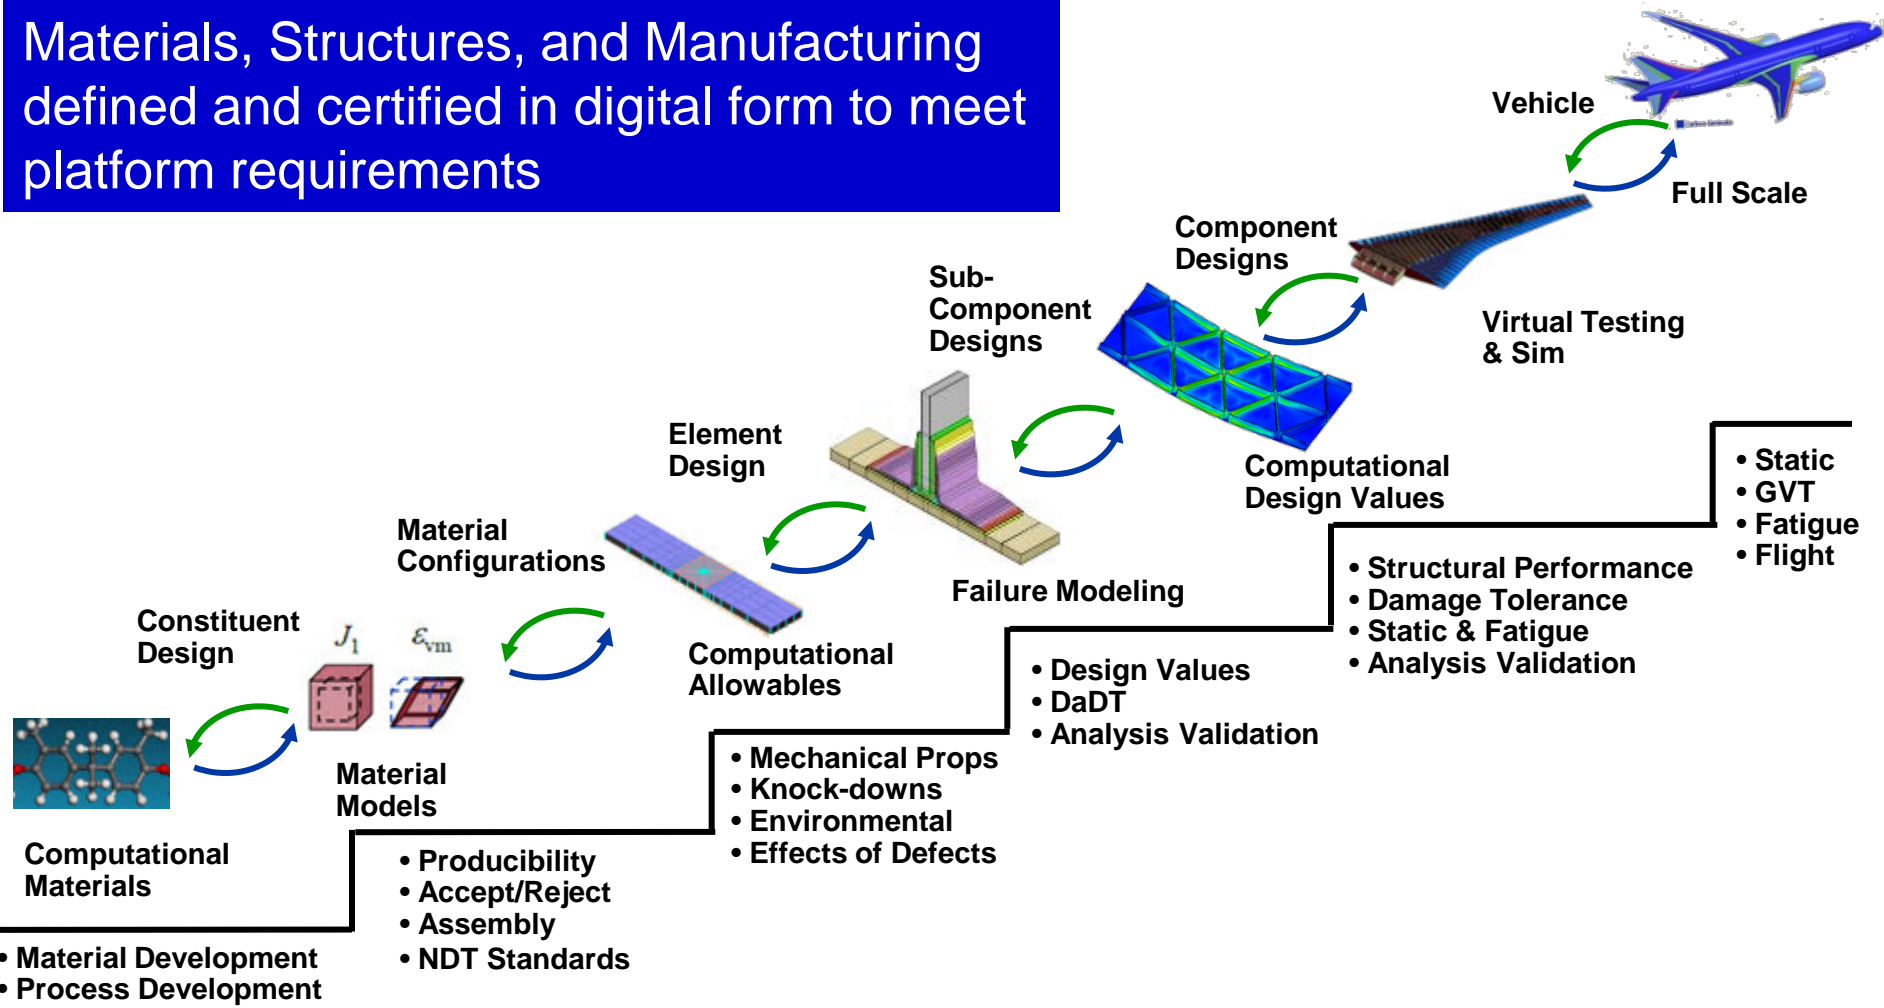 Materials, Structures, and Manufacturing
defined and certified in digital form to meet
platform requirements
Vehicle
Full Scale
Component
Designs
Virtual Testing
& Sim
Sub-
Component
Designs
Computational
Design Values
Element
Design
Failure Modeling
Material
Configurations
Computational
Allowables
Constituent
Design
J₁ εvm
Material
Models
Computational
Materials
• Material Development
• Process Development
• Producibility
• Accept/Reject
• Assembly
• NDT Standards
• Mechanical Props
• Knock-downs
• Environmental
• Effects of Defects
• Design Values
• DaDT
• Analysis Validation
• Structural Performance
• Damage Tolerance
• Static & Fatigue
• Analysis Validation
• Static
• GVT
• Fatigue
• Flight